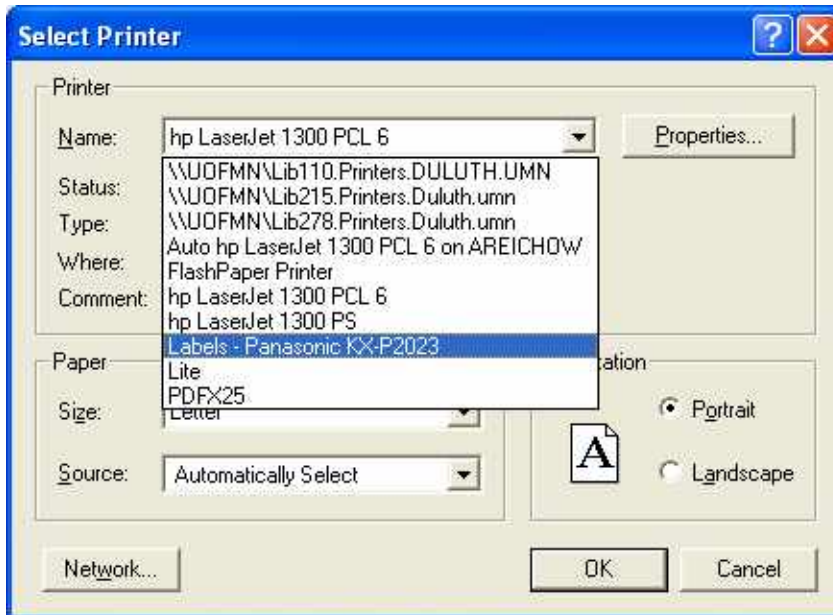 Select Printer
Printer
Name:
hp LaserJet 1300 PCL 6
Properties...
\\UOFMN\Lib110.Printers.DULUTH.UMN
Status:
\\UOFMN\Lib215.Printers.Duluth.umn
Type:
\\UOFMN\Lib278.Printers.Duluth.umn
Auto hp LaserJet 1300 PCL 6 on AREICHOW
Where:
FlashPaper Printer
Comment:
hp LaserJet 1300 PCL 6
hp LaserJet 1300 PS
Labels - Panasonic KX-P2023
Paper
Lite
PDFX25
Size:
Letter
Portrait
Source:
Automatically Select
A
Landscape
Network...
OK
Cancel